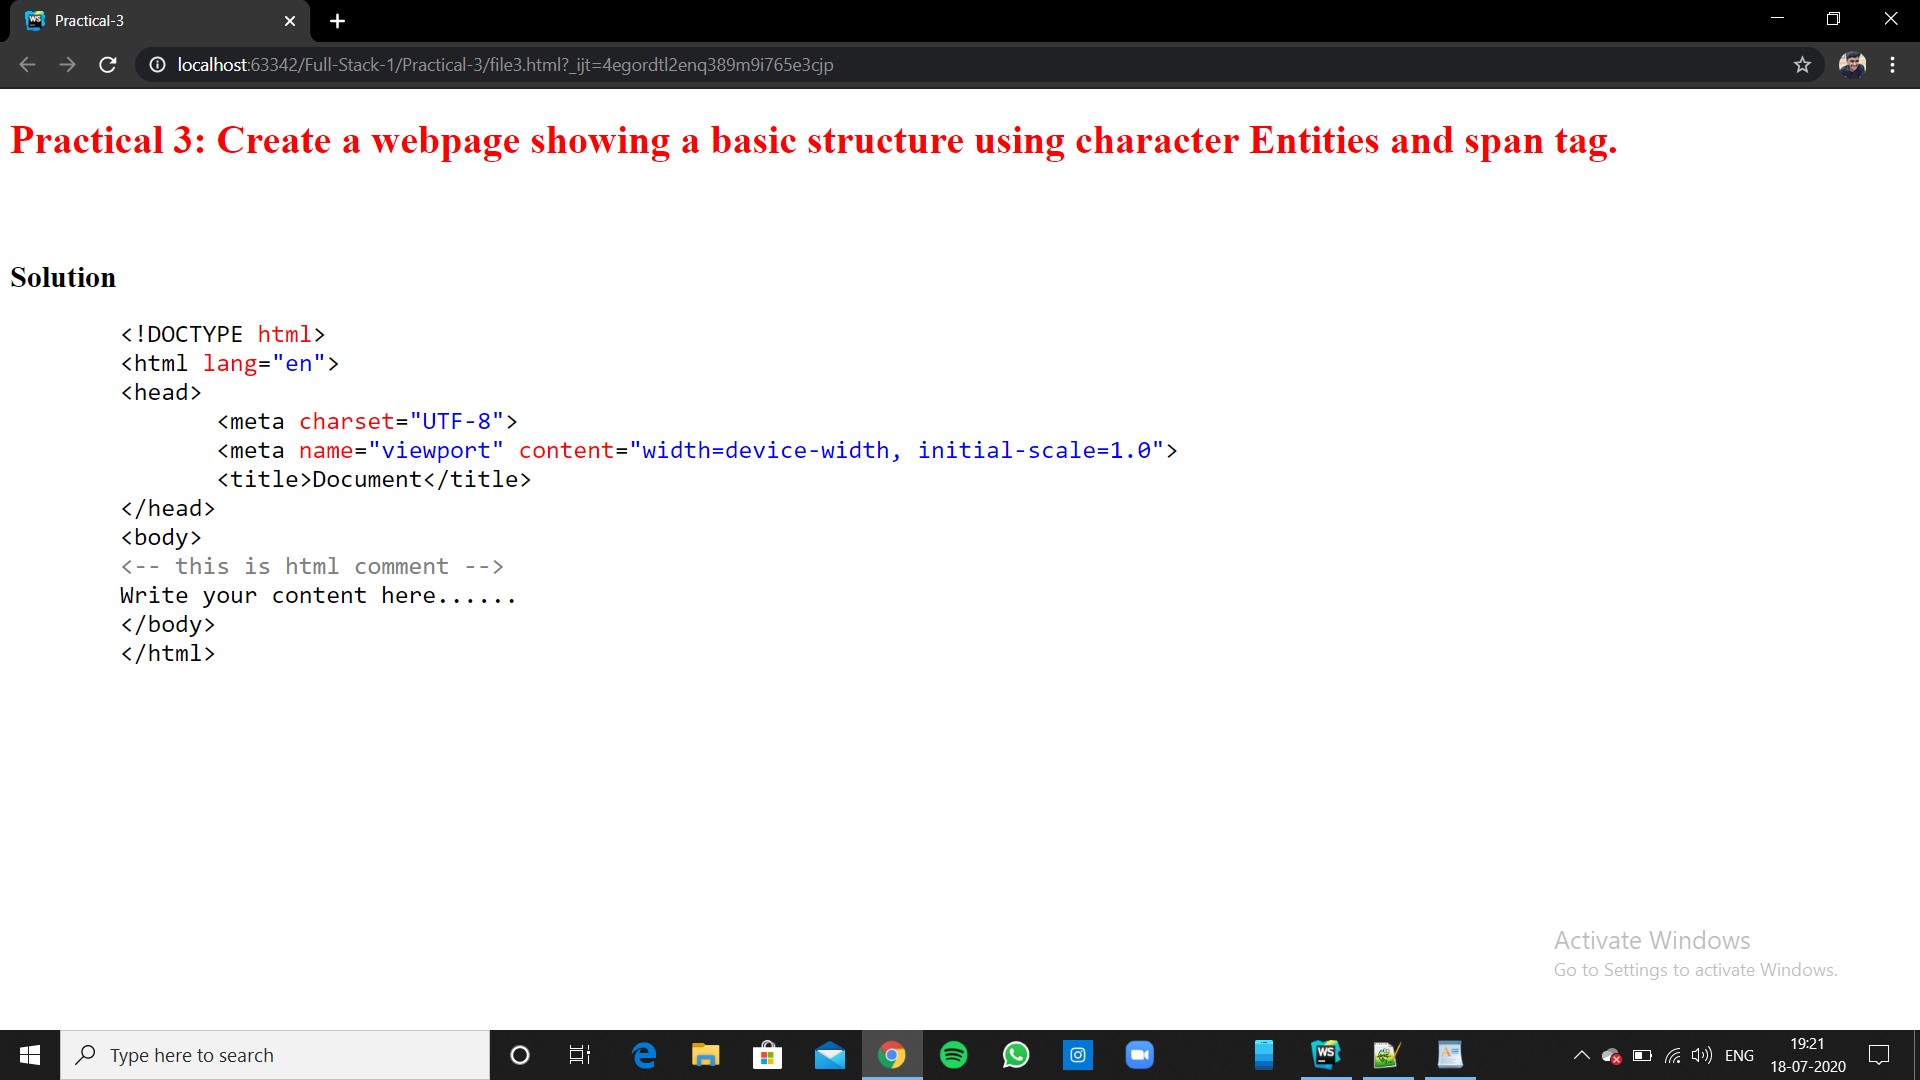 Practical-3
localhost:63342/Full-Stack-1/Practical-3/file3.html?_ijt=4egordtl2enq389m9i765e3cjp
Practical 3: Create a webpage showing a basic structure using character Entities and span tag.
Solution
<!DOCTYPE html>
<html lang="en">
<head>
<meta charset="UTF-8">
<meta name="viewport" content="width=device-width, initial-scale=1.0">
<title>Document</title>
</head>
<body>
<-- this is html comment -->
Write your content here......
</body>
</html>
Activate Windows
Go to Settings to activate Windows.
Type here to search
WS
ENG
19:21
18-07-2020